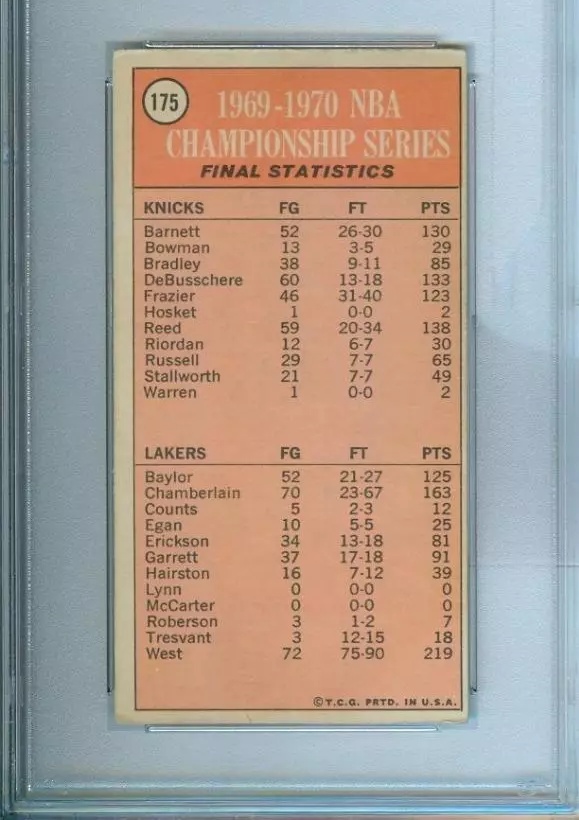 175
1969-1970 NBA
CHAMPIONSHIP SERIES
FINAL STATISTICS
KNICKS FG FT PTS
Barnett 52 26-30 130
Bowman 13 3-5 29
Bradley 38 9-11 85
DeBusschere 60 13-18 133
Frazier 46 31-40 123
Hosket 1 0-0 2
Reed 59 20-34 138
Riordan 12 6-7 30
Russell 29 7-7 65
Stallworth 21 7-7 49
Warren 1 0-0 2
LAKERS FG FT PTS
Baylor 52 21-27 125
Chamberlain 70 23-67 163
Counts 5 2-3 12
Egan 10 5-5 25
Erickson 34 13-18 81
Garrett 37 17-18 91
Hairston 16 7-12 39
Lynn 0 0-0 0
McCarter 0 0-0 0
Roberson 3 1-2 7
Tresvant 3 12-15 18
West 72 75-90 219
©T.C.G. PRTD. IN U.S.A.